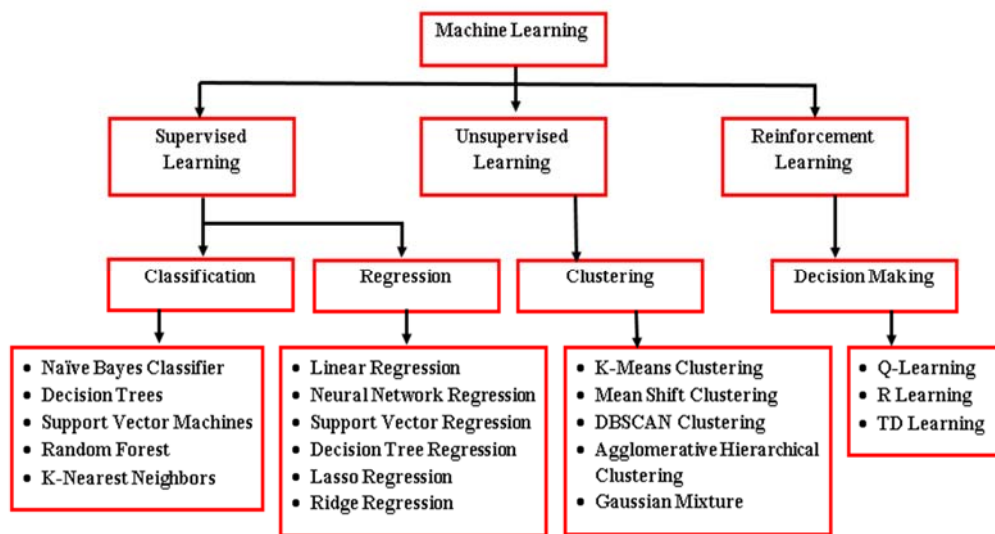 Machine Learning
Supervised
Learning
Unsupervised
Learning
Reinforcement
Learning
Classification
Regression
Clustering
Decision Making
• Naïve Bayes Classifier
• Decision Trees
• Support Vector Machines
• Random Forest
• K-Nearest Neighbors
• Linear Regression
• Neural Network Regression
• Support Vector Regression
• Decision Tree Regression
• Lasso Regression
• Ridge Regression
• K-Means Clustering
• Mean Shift Clustering
• DBSCAN Clustering
• Agglomerative Hierarchical
Clustering
• Gaussian Mixture
• Q-Learning
• R Learning
• TD Learning